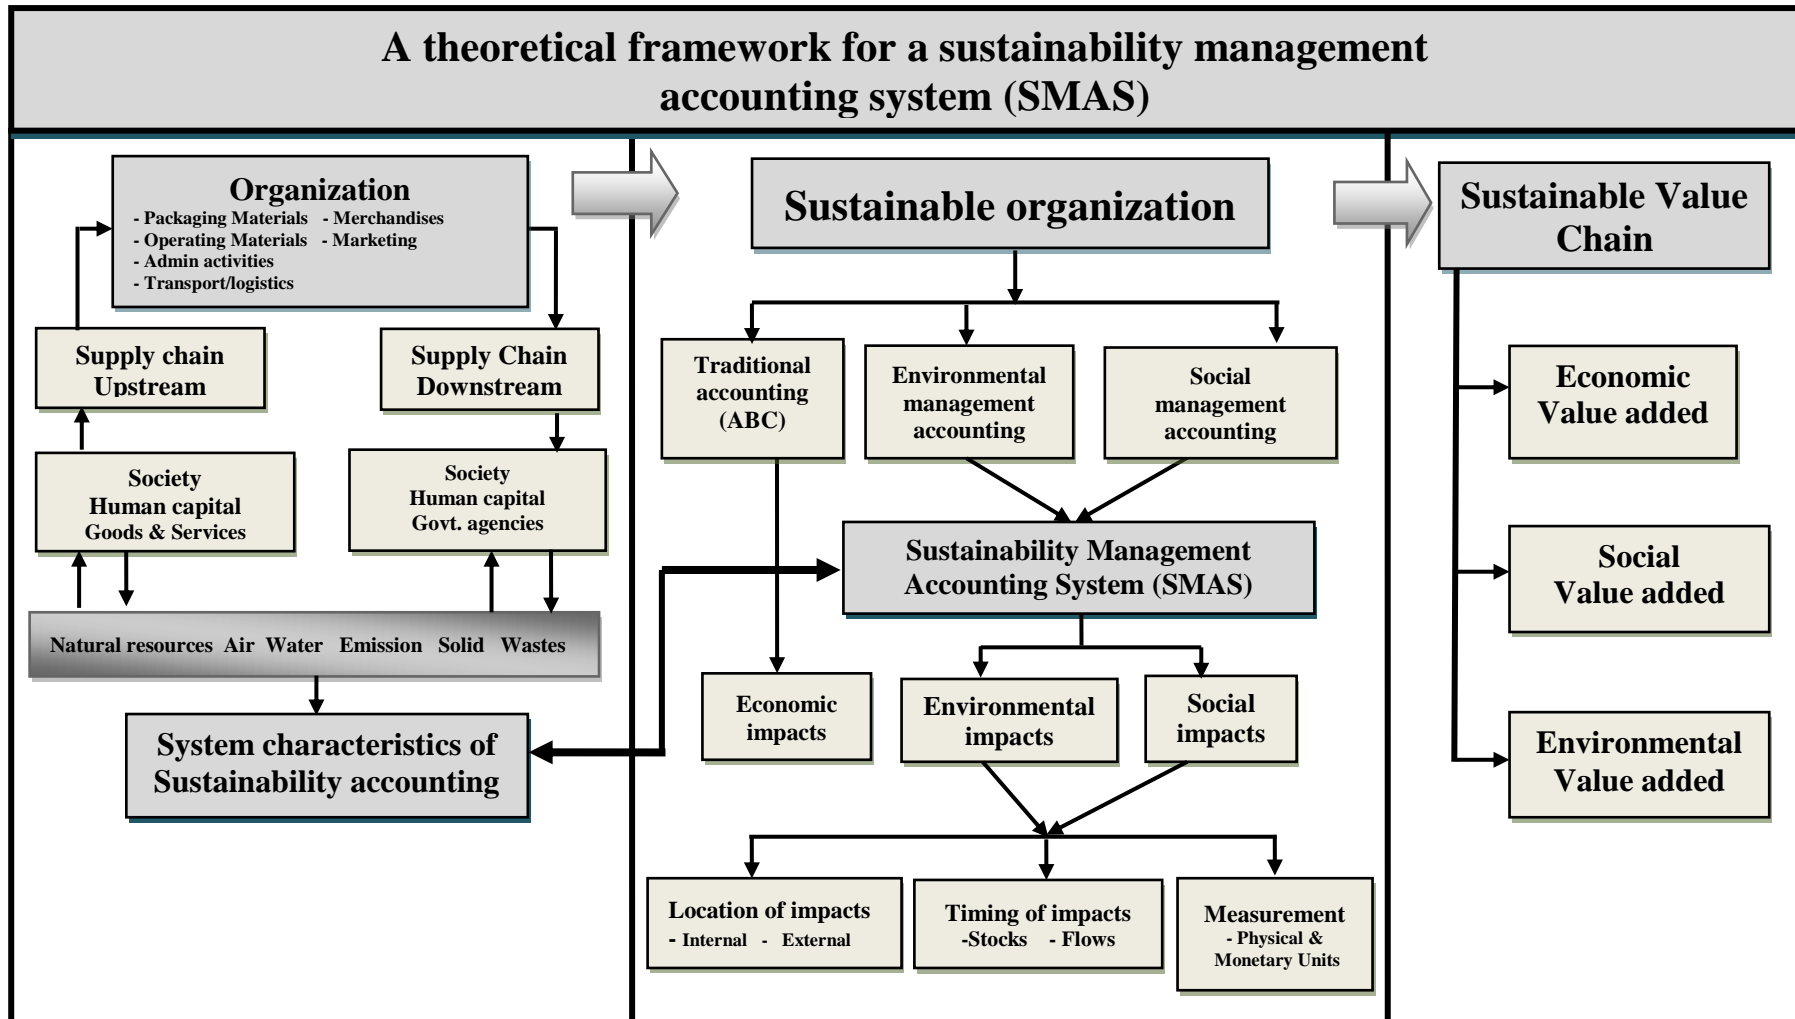 A theoretical framework for a sustainability management
accounting system (SMAS)
Organization
- Packaging Materials - Merchandises
- Operating Materials - Marketing
- Admin activities
- Transport/logistics
Supply chain
Upstream
Supply Chain
Downstream
Society
Human capital
Goods & Services
Society
Human capital
Govt. agencies
Natural resources Air Water Emission Solid Wastes
System characteristics of
Sustainability accounting
Sustainable organization
Traditional
accounting
(ABC)
Environmental
management
accounting
Social
management
accounting
Sustainability Management
Accounting System (SMAS)
Economic
impacts
Environmental
impacts
Social
impacts
Location of impacts
- Internal - External
Timing of impacts
-Stocks - Flows
Measurement
- Physical &
Monetary Units
Sustainable Value
Chain
Economic
Value added
Social
Value added
Environmental
Value added